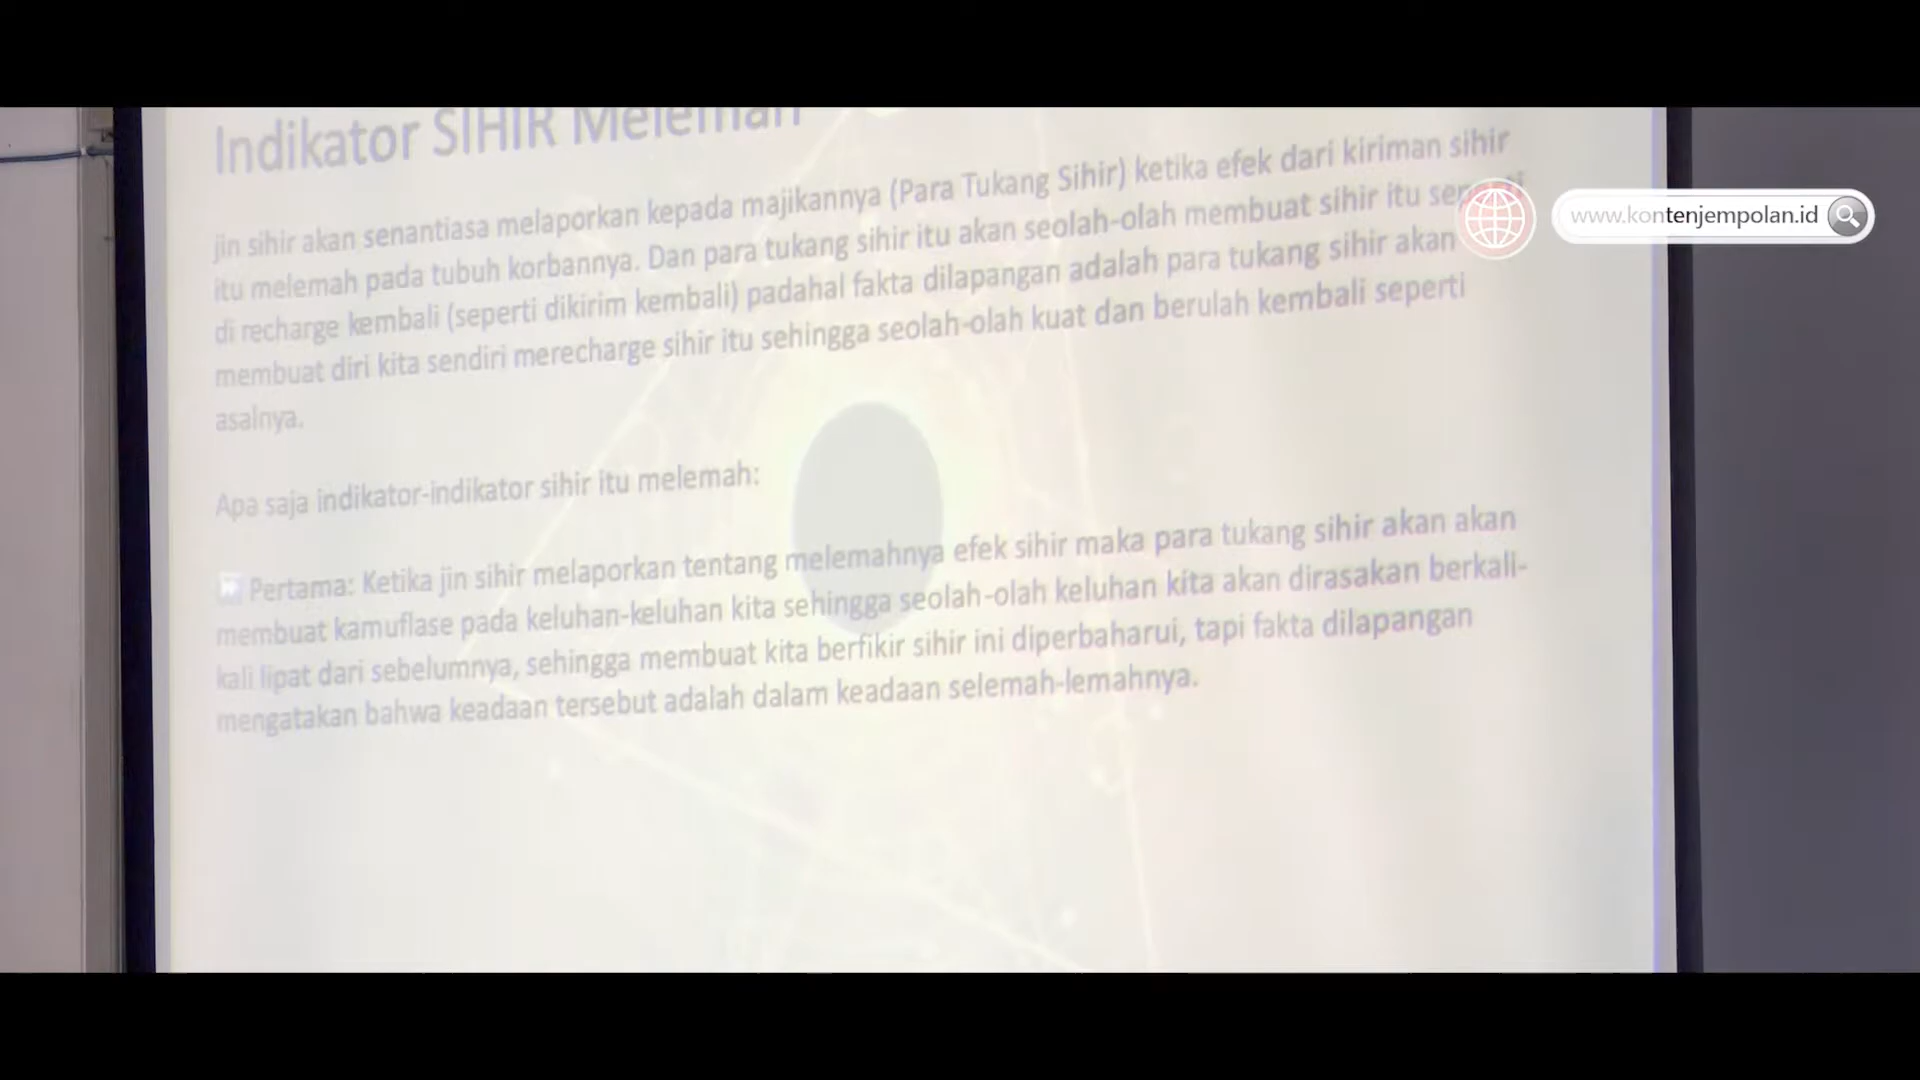 Indikator SIHIR Melemah
jin sihir akan senantiasa melaporkan kepada majikannya (Para Tukang Sihir) ketika efek dari kiriman sihir
itu melemah pada tubuh korbannya. Dan para tukang sihir itu akan seolah-olah membuat sihir itu seperti
di recharge kembali (seperti dikirim kembali) padahal fakta dilapangan adalah para tukang sihir akan
membuat diri kita sendiri merecharge sihir itu sehingga seolah-olah kuat dan berulah kembali seperti
asalnya.
www.kontenjempolan.id
Apa saja indikator-indikator sihir itu melemah:
Pertama: Ketika jin sihir melaporkan tentang melemahnya efek sihir maka para tukang sihir akan akan
membuat kamuflase pada keluhan-keluhan kita sehingga seolah-olah keluhan kita akan dirasakan berkali-
kali lipat dari sebelumnya, sehingga membuat kita berfikir sihir ini diperbaharui, tapi fakta dilapangan
mengatakan bahwa keadaan tersebut adalah dalam keadaan selemah-lemahnya.